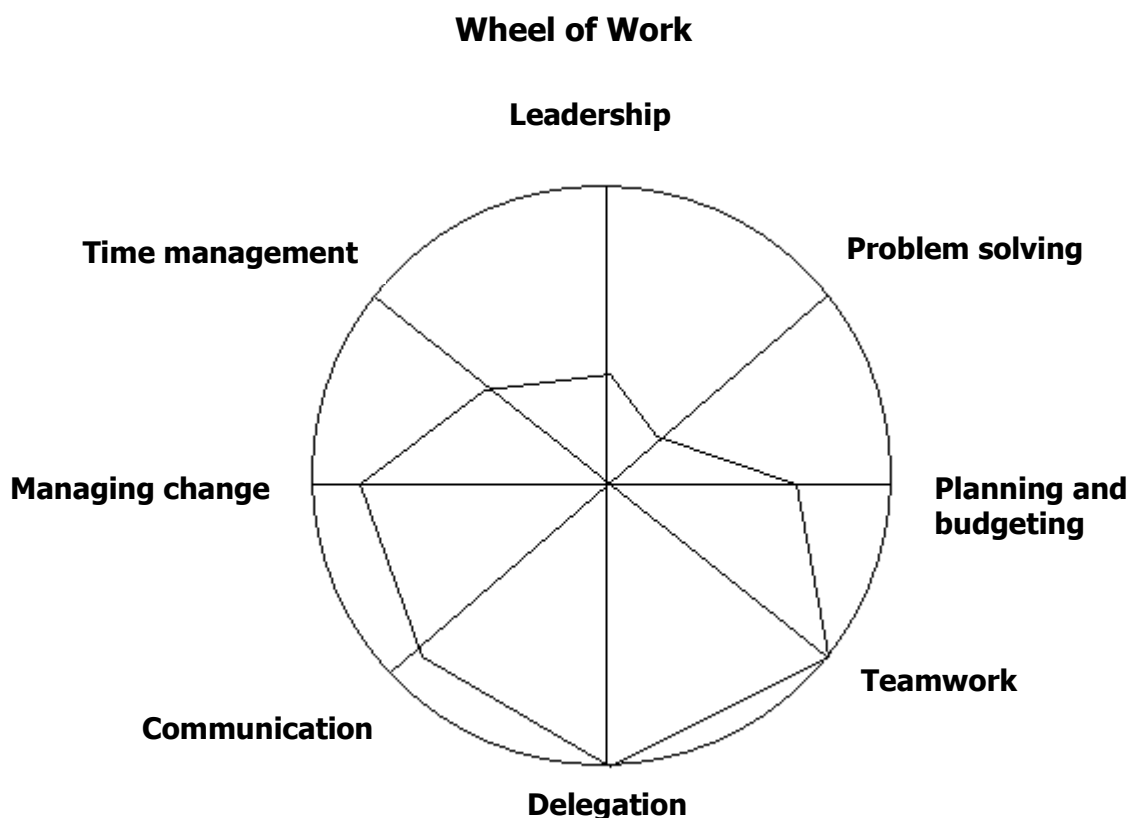 Wheel of Work
Leadership
Time management
Problem solving
Managing change
Planning and
budgeting
Teamwork
Communication
Delegation